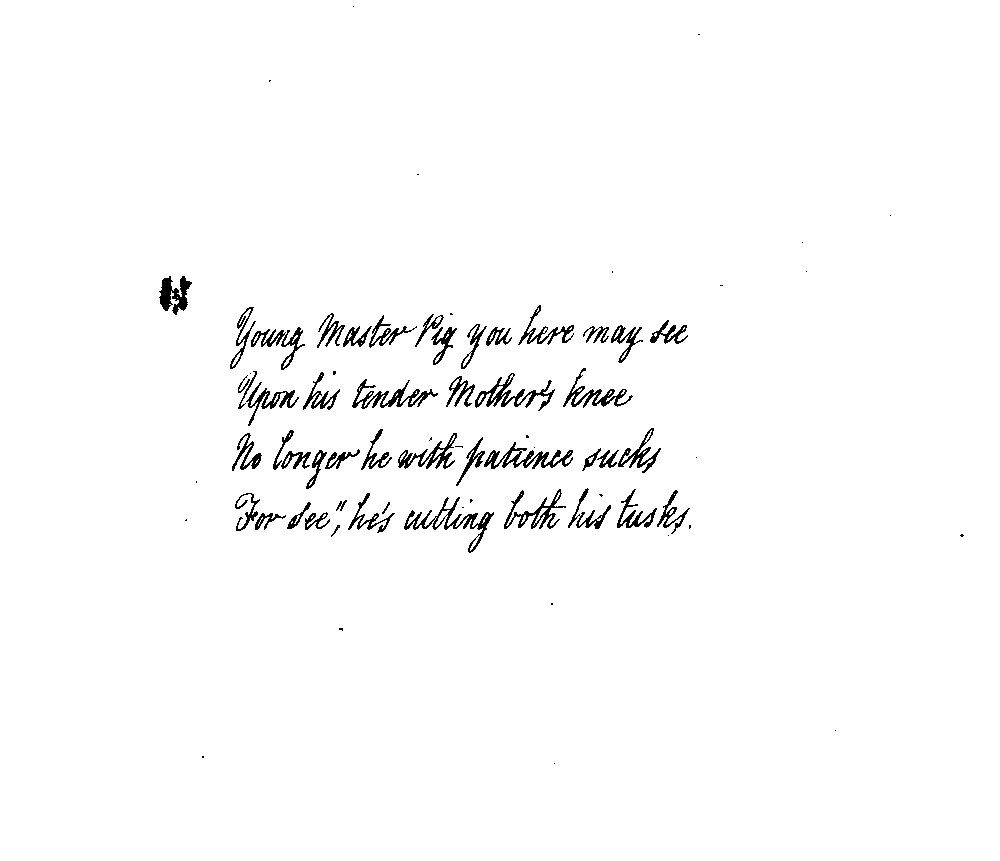 Young Master Pig you here may see
Upon his tender Mother's knee
No longer he with patience sucks
For see", he's cutting both his tusks.